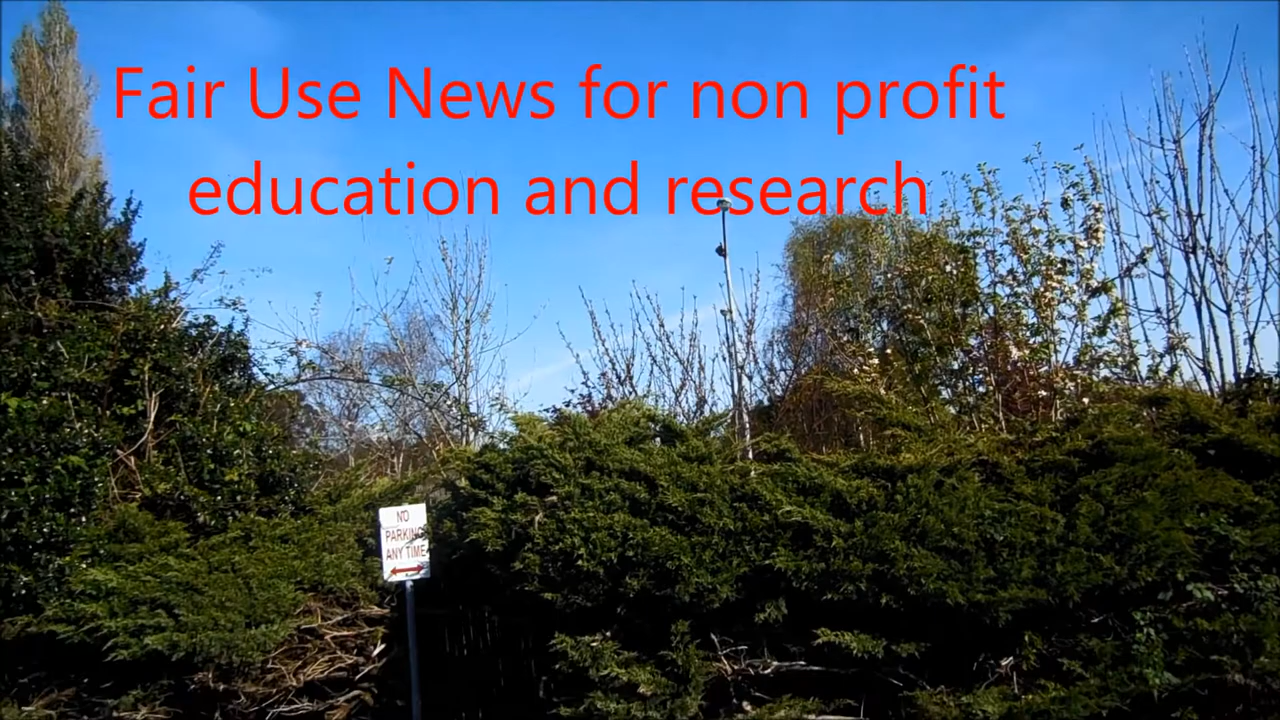 Fair Use News for non profit
education and research
NO
PARKING
ANY TIME